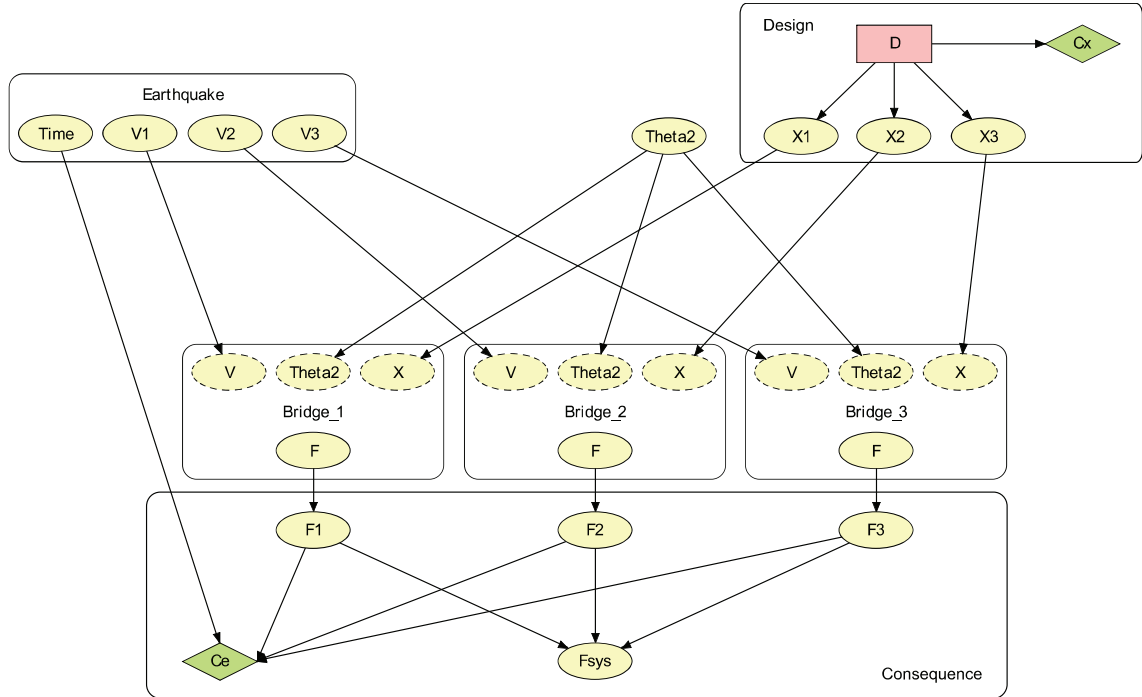 Design
D
Cx
Earthquake
Time V1 V2 V3
Theta2
X1 X2 X3
V Theta2 X
V Theta2 X
V Theta2 X
Bridge_1
Bridge_2
Bridge_3
F
F
F
F1
F2
F3
Ce
Fsys
Consequence